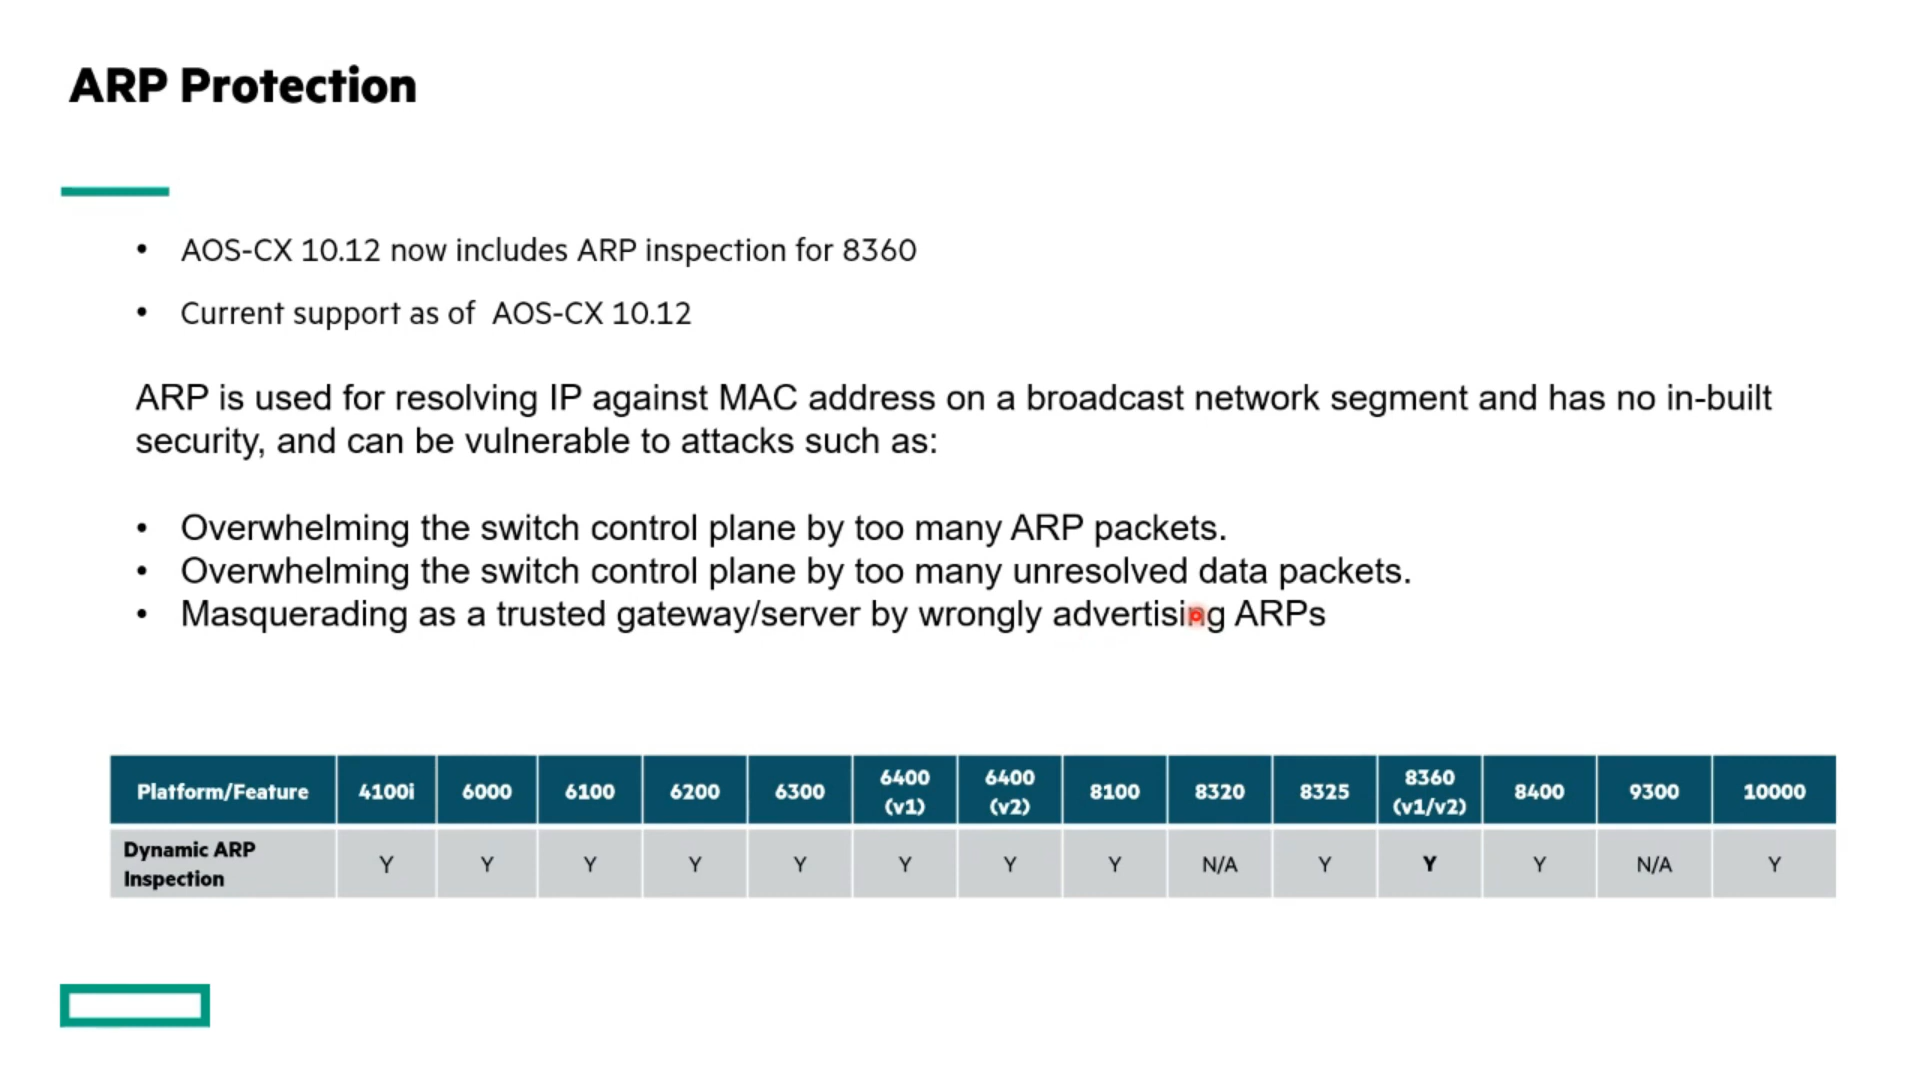 ARP Protection
• AOS-CX 10.12 now includes ARP inspection for 8360
• Current support as of  AOS-CX 10.12
ARP is used for resolving IP against MAC address on a broadcast network segment and has no in-built
security, and can be vulnerable to attacks such as:
• Overwhelming the switch control plane by too many ARP packets.
• Overwhelming the switch control plane by too many unresolved data packets.
• Masquerading as a trusted gateway/server by wrongly advertising ARPs
Platform/Feature 4100i 6000 6100 6200 6300 6400 (v1) 6400 (v2) 8100 8320 8325 8360 (v1/v2) 8400 9300 10000
Dynamic ARP Inspection Y Y Y Y Y Y Y Y N/A Y Y Y N/A Y